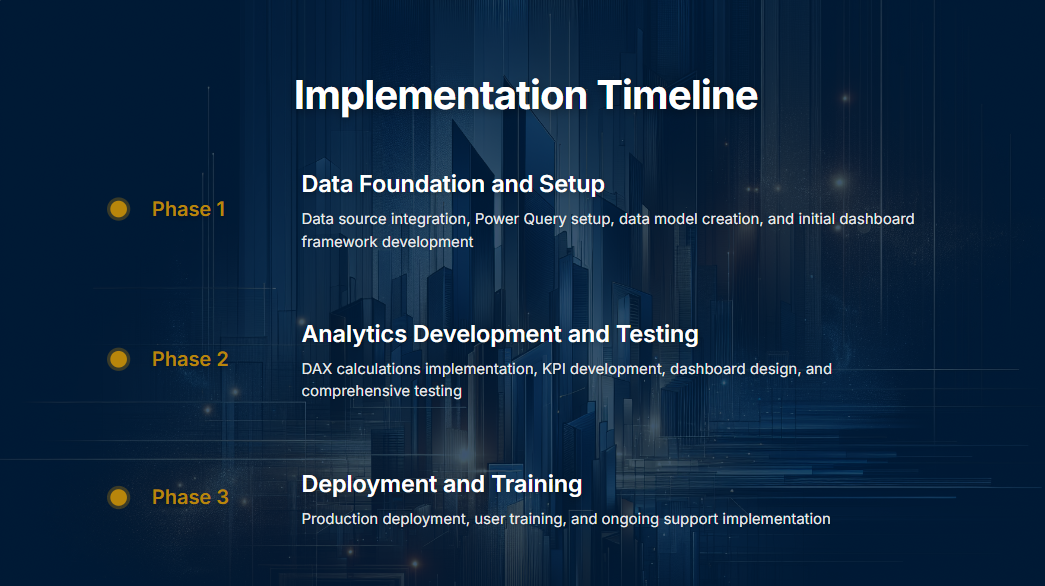 Implementation Timeline
Phase 1
Data Foundation and Setup
Data source integration, Power Query setup, data model creation, and initial dashboard
framework development
Phase 2
Analytics Development and Testing
DAX calculations implementation, KPI development, dashboard design, and
comprehensive testing
Phase 3
Deployment and Training
Production deployment, user training, and ongoing support implementation